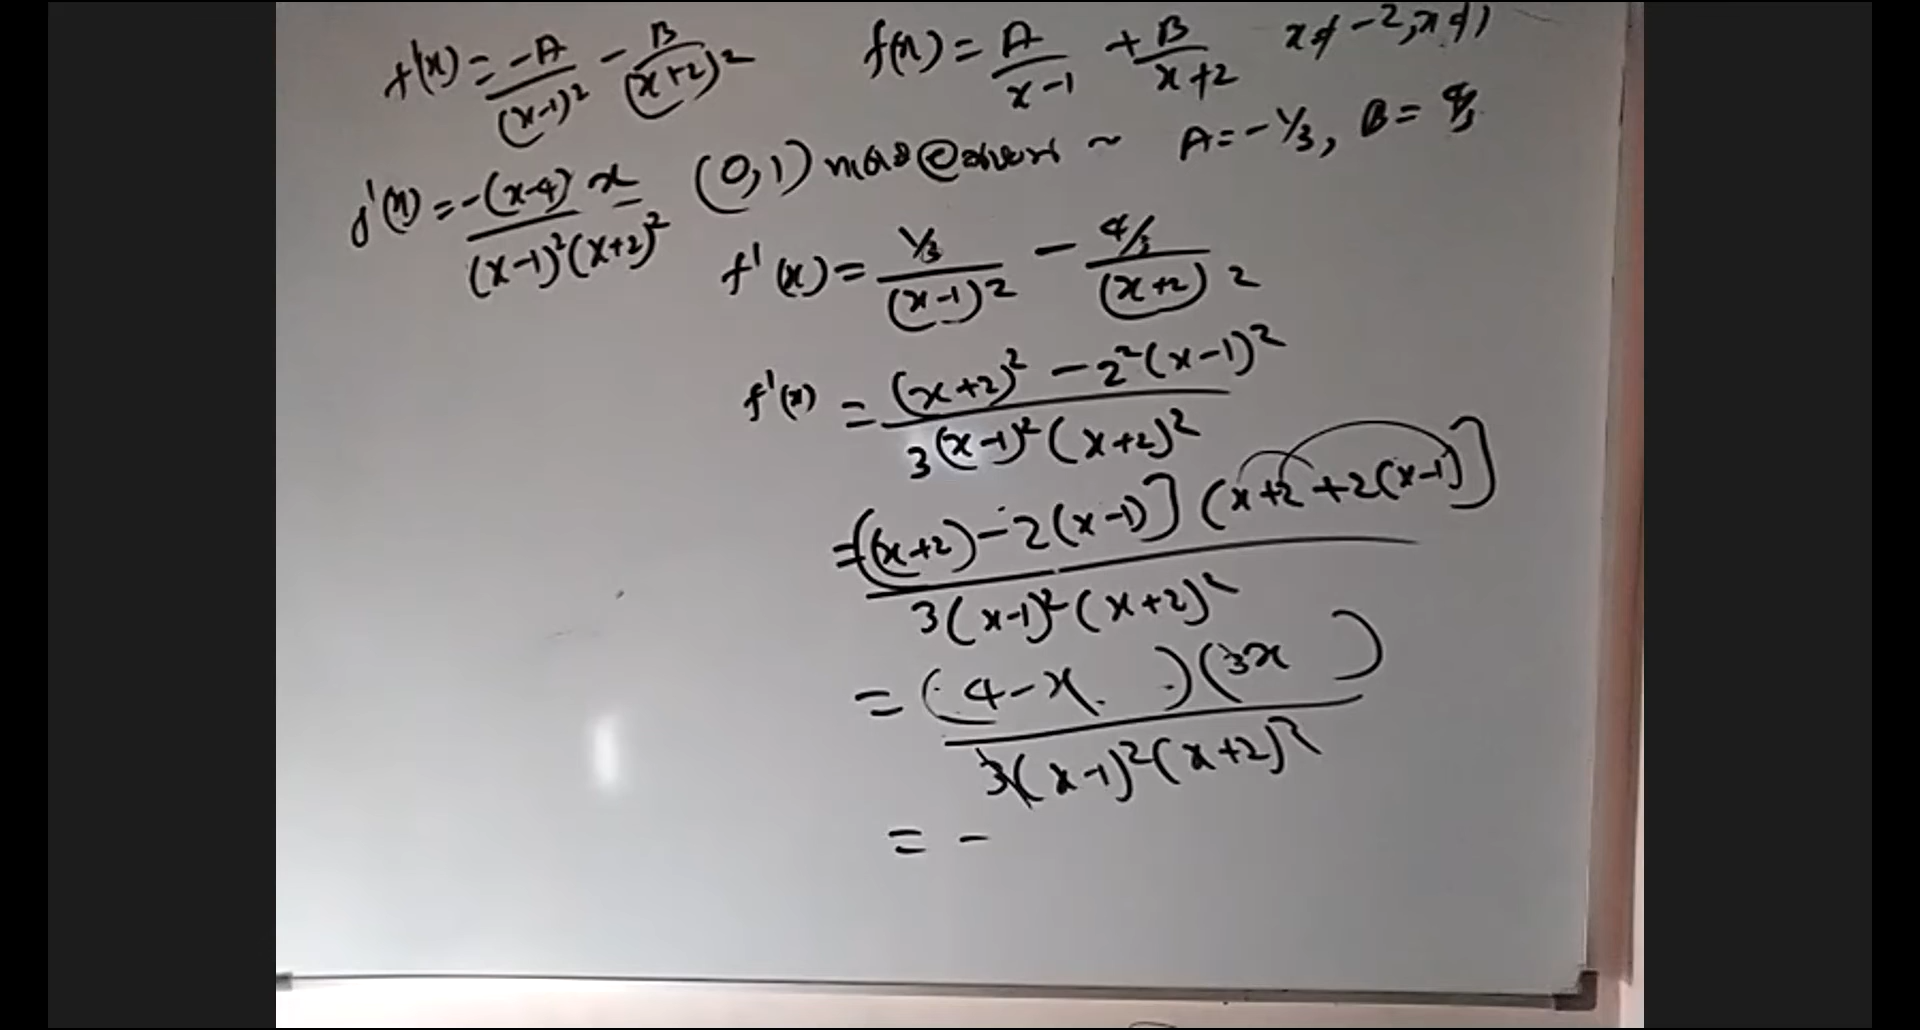 f'(x) = -A/(x-1)² - B/(x+2)²
f(x) = A/(x-1) + B/(x+2) x ≠ -2, x ≠ 1
A = -1/3, B = 4/3
f'(x) = -(x-4) x/((x-1)²(x+2)²)
(0,1)
f'(x) = (1/3)/(x-1)² - (4/3)/(x+2)²
f'(x) = ((x+2)² - 2²(x-1)²)/(3(x-1)²(x+2)²)
= [(x+2) - 2(x-1)] (x+2 + 2(x-1)]/(3(x-1)²(x+2)²)
= (4-x)(3x)/(3(x-1)²(x+2)²)
= -